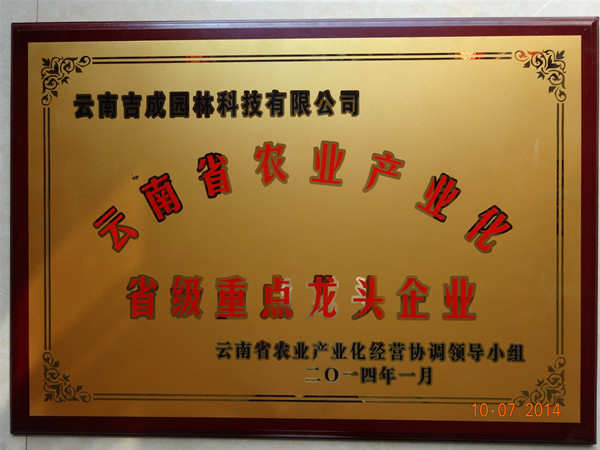 云南吉成园林科技有限公司
云南省农业产业化
省级重点龙头企业
云南省农业产业化经营协调领导小组
二〇一四年一月
10·07 2014